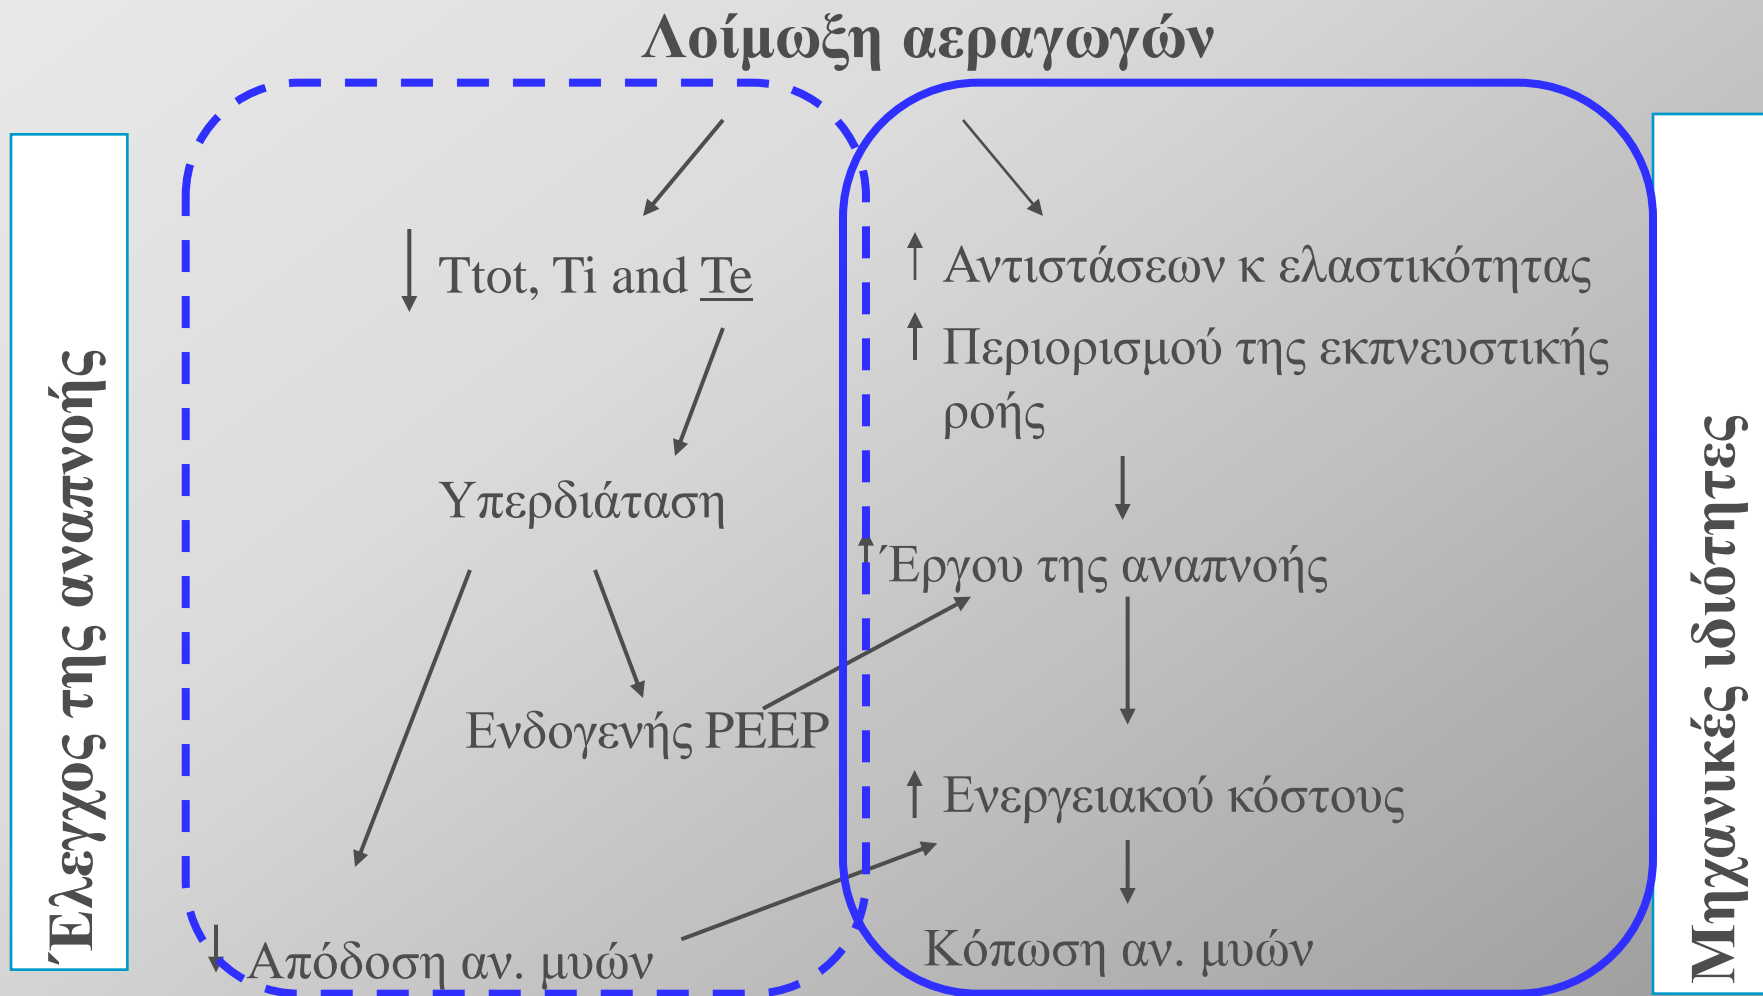 Λοίμωξη αεραγωγών
Έλεγχος της αναπνοής
Ttot, Ti and Te
Υπερδιάταση
Ενδογενής PEEP
Απόδοση αν. μυών
Αντιστάσεων κ ελαστικότητας
Περιορισμού της εκπνευστικής
ροής
Έργου της αναπνοής
Ενεργειακού κόστους
Κόπωση αν. μυών
Μηχανικές ιδιότητες